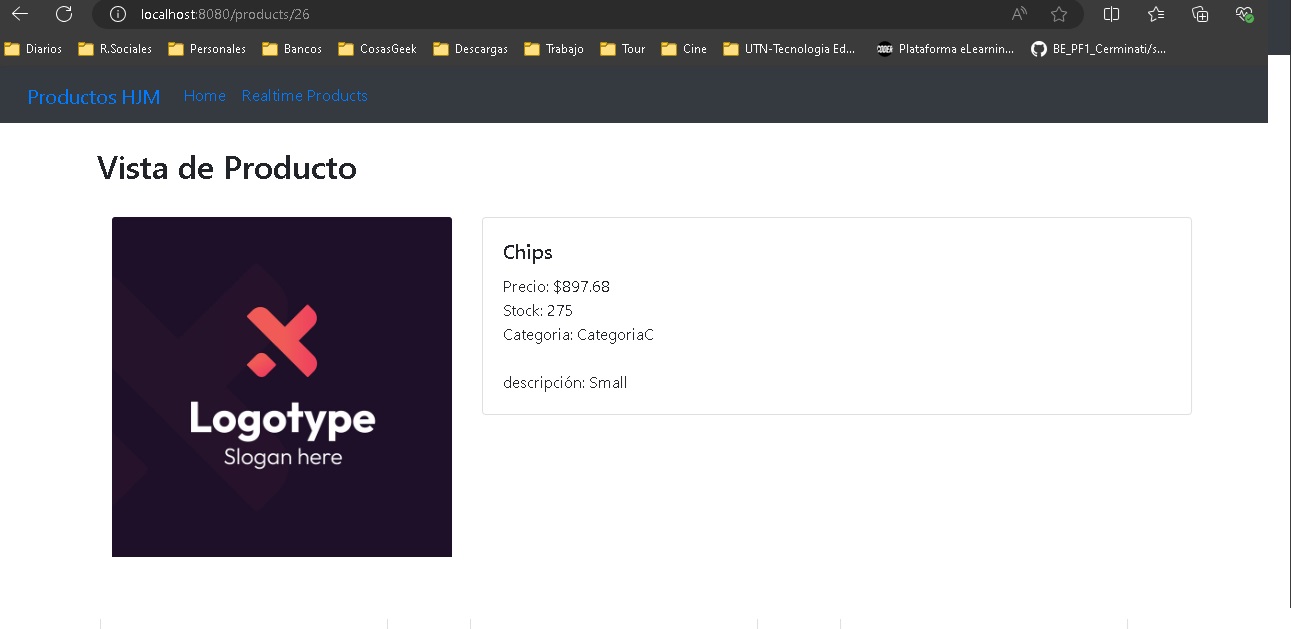 localhost:8080/products/26
Diarios R.Sociales Personales Bancos CosasGeek Descargas Trabajo Tour Cine UTN-Tecnologia Ed... Plataforma eLearnin... BE_PF1_Cerminati/s...
Productos HJM Home Realtime Products
Vista de Producto
Logotype
Slogan here
Chips
Precio: $897.68
Stock: 275
Categoria: CategoriaC
descripción: Small